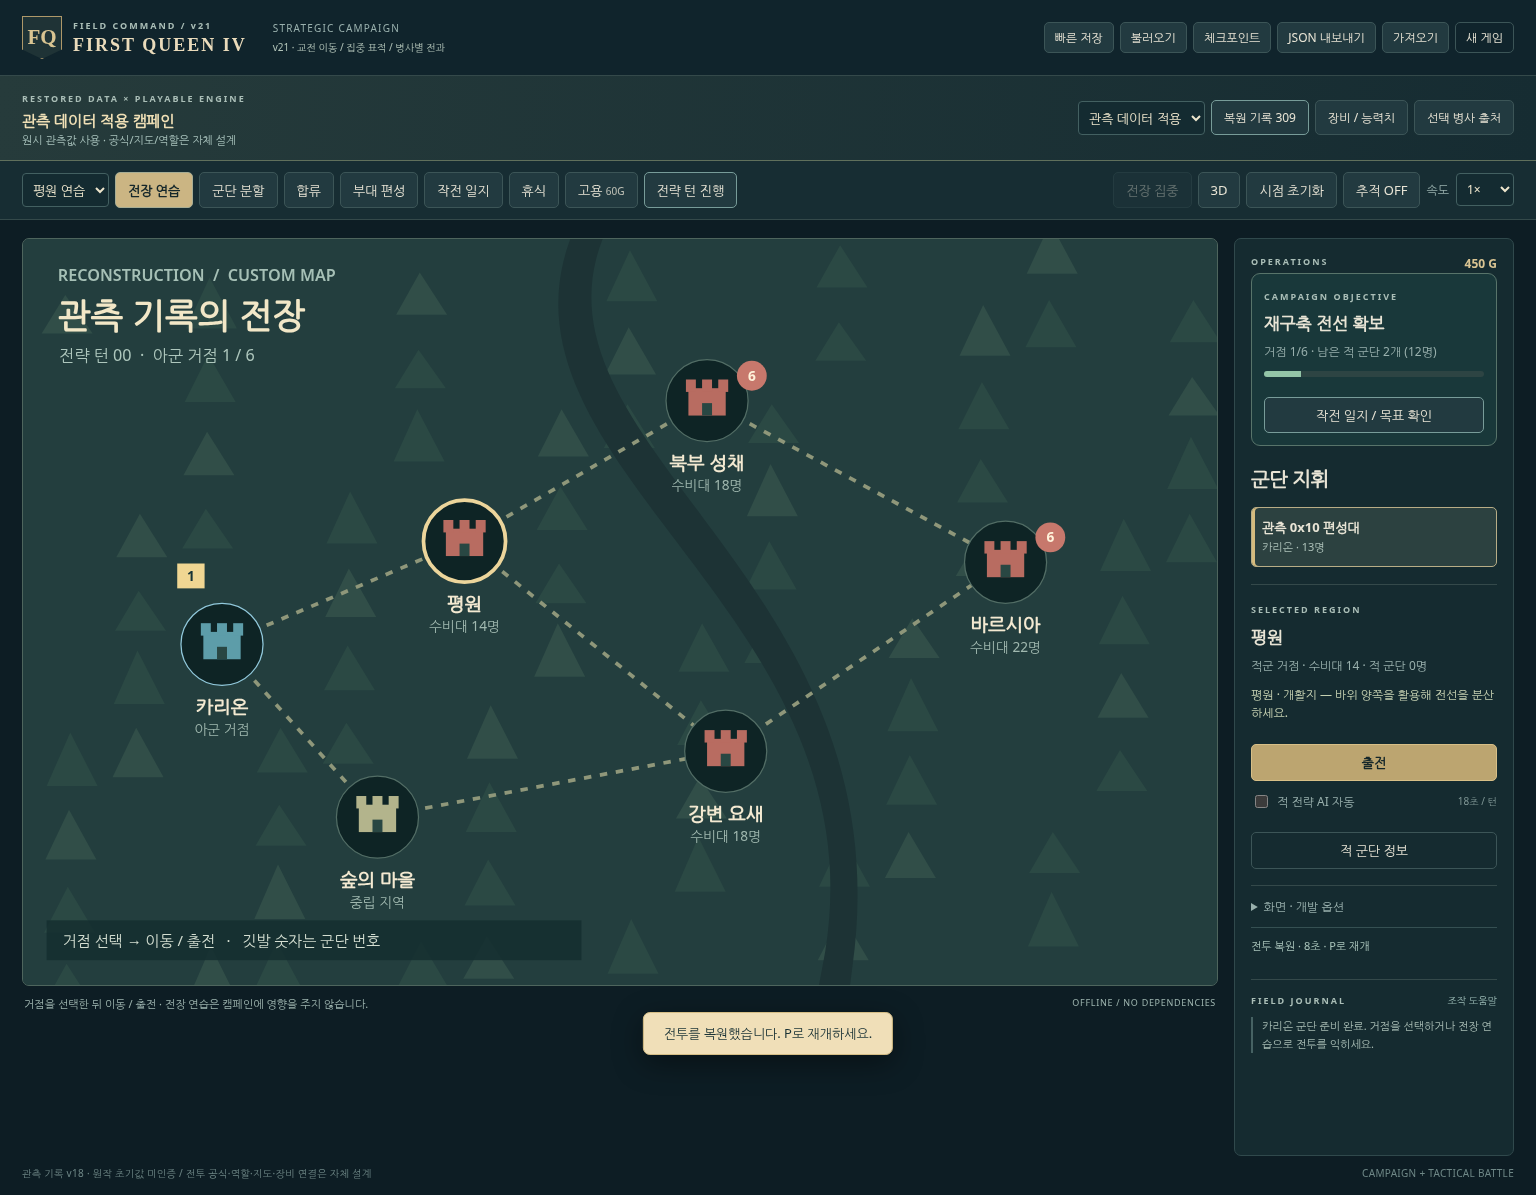 FQ
FIELD COMMAND / v21
FIRST QUEEN IV
STRATEGIC CAMPAIGN
v21 · 교전 이동 / 집중 표적 / 병사별 전과
빠른 저장
불러오기
체크포인트
JSON 내보내기
가져오기
새 게임
RESTORED DATA × PLAYABLE ENGINE
관측 데이터 적용 캠페인
원시 관측값 사용 · 공식/지도/역할은 자체 설계
관측 데이터 적용
복원 기록 309
장비 / 능력치
선택 병사 출처
평원 연습
전장 연습
군단 분할
합류
부대 편성
작전 일지
휴식
고용 60G
전략 턴 진행
전장 집중
3D
시점 초기화
추적 OFF
속도
1×
RECONSTRUCTION / CUSTOM MAP
관측 기록의 전장
전략 턴 00 · 아군 거점 1 / 6
6
북부 성채
수비대 18명
평원
수비대 14명
6
바르시아
수비대 22명
1
카리온
아군 거점
강변 요새
수비대 18명
숲의 마을
중립 지역
거점 선택 → 이동 / 출전 · 깃발 숫자는 군단 번호
거점을 선택한 뒤 이동 / 출전 · 전장 연습은 캠페인에 영향을 주지 않습니다.
OFFLINE / NO DEPENDENCIES
전투를 복원했습니다. P로 재개하세요.
OPERATIONS
450 G
CAMPAIGN OBJECTIVE
재구축 전선 확보
거점 1/6 · 남은 적 군단 2개 (12명)
작전 일지 / 목표 확인
군단 지휘
관측 0x10 편성대
카리온 · 13명
SELECTED REGION
평원
적군 거점 · 수비대 14 · 적 군단 0명
평원 · 개활지 — 바위 양쪽을 활용해 전선을 분산
하세요.
출전
적 전략 AI 자동
18초 / 턴
적 군단 정보
▶ 화면 · 개발 옵션
전투 복원 · 8초 · P로 재개
FIELD JOURNAL
조작 도움말
카리온 군단 준비 완료. 거점을 선택하거나 전장 연
습으로 전투를 익히세요.
관측 기록 v18 · 원작 초기값 미인증 / 전투 공식·역할·지도·장비 연결은 자체 설계
CAMPAIGN + TACTICAL BATTLE